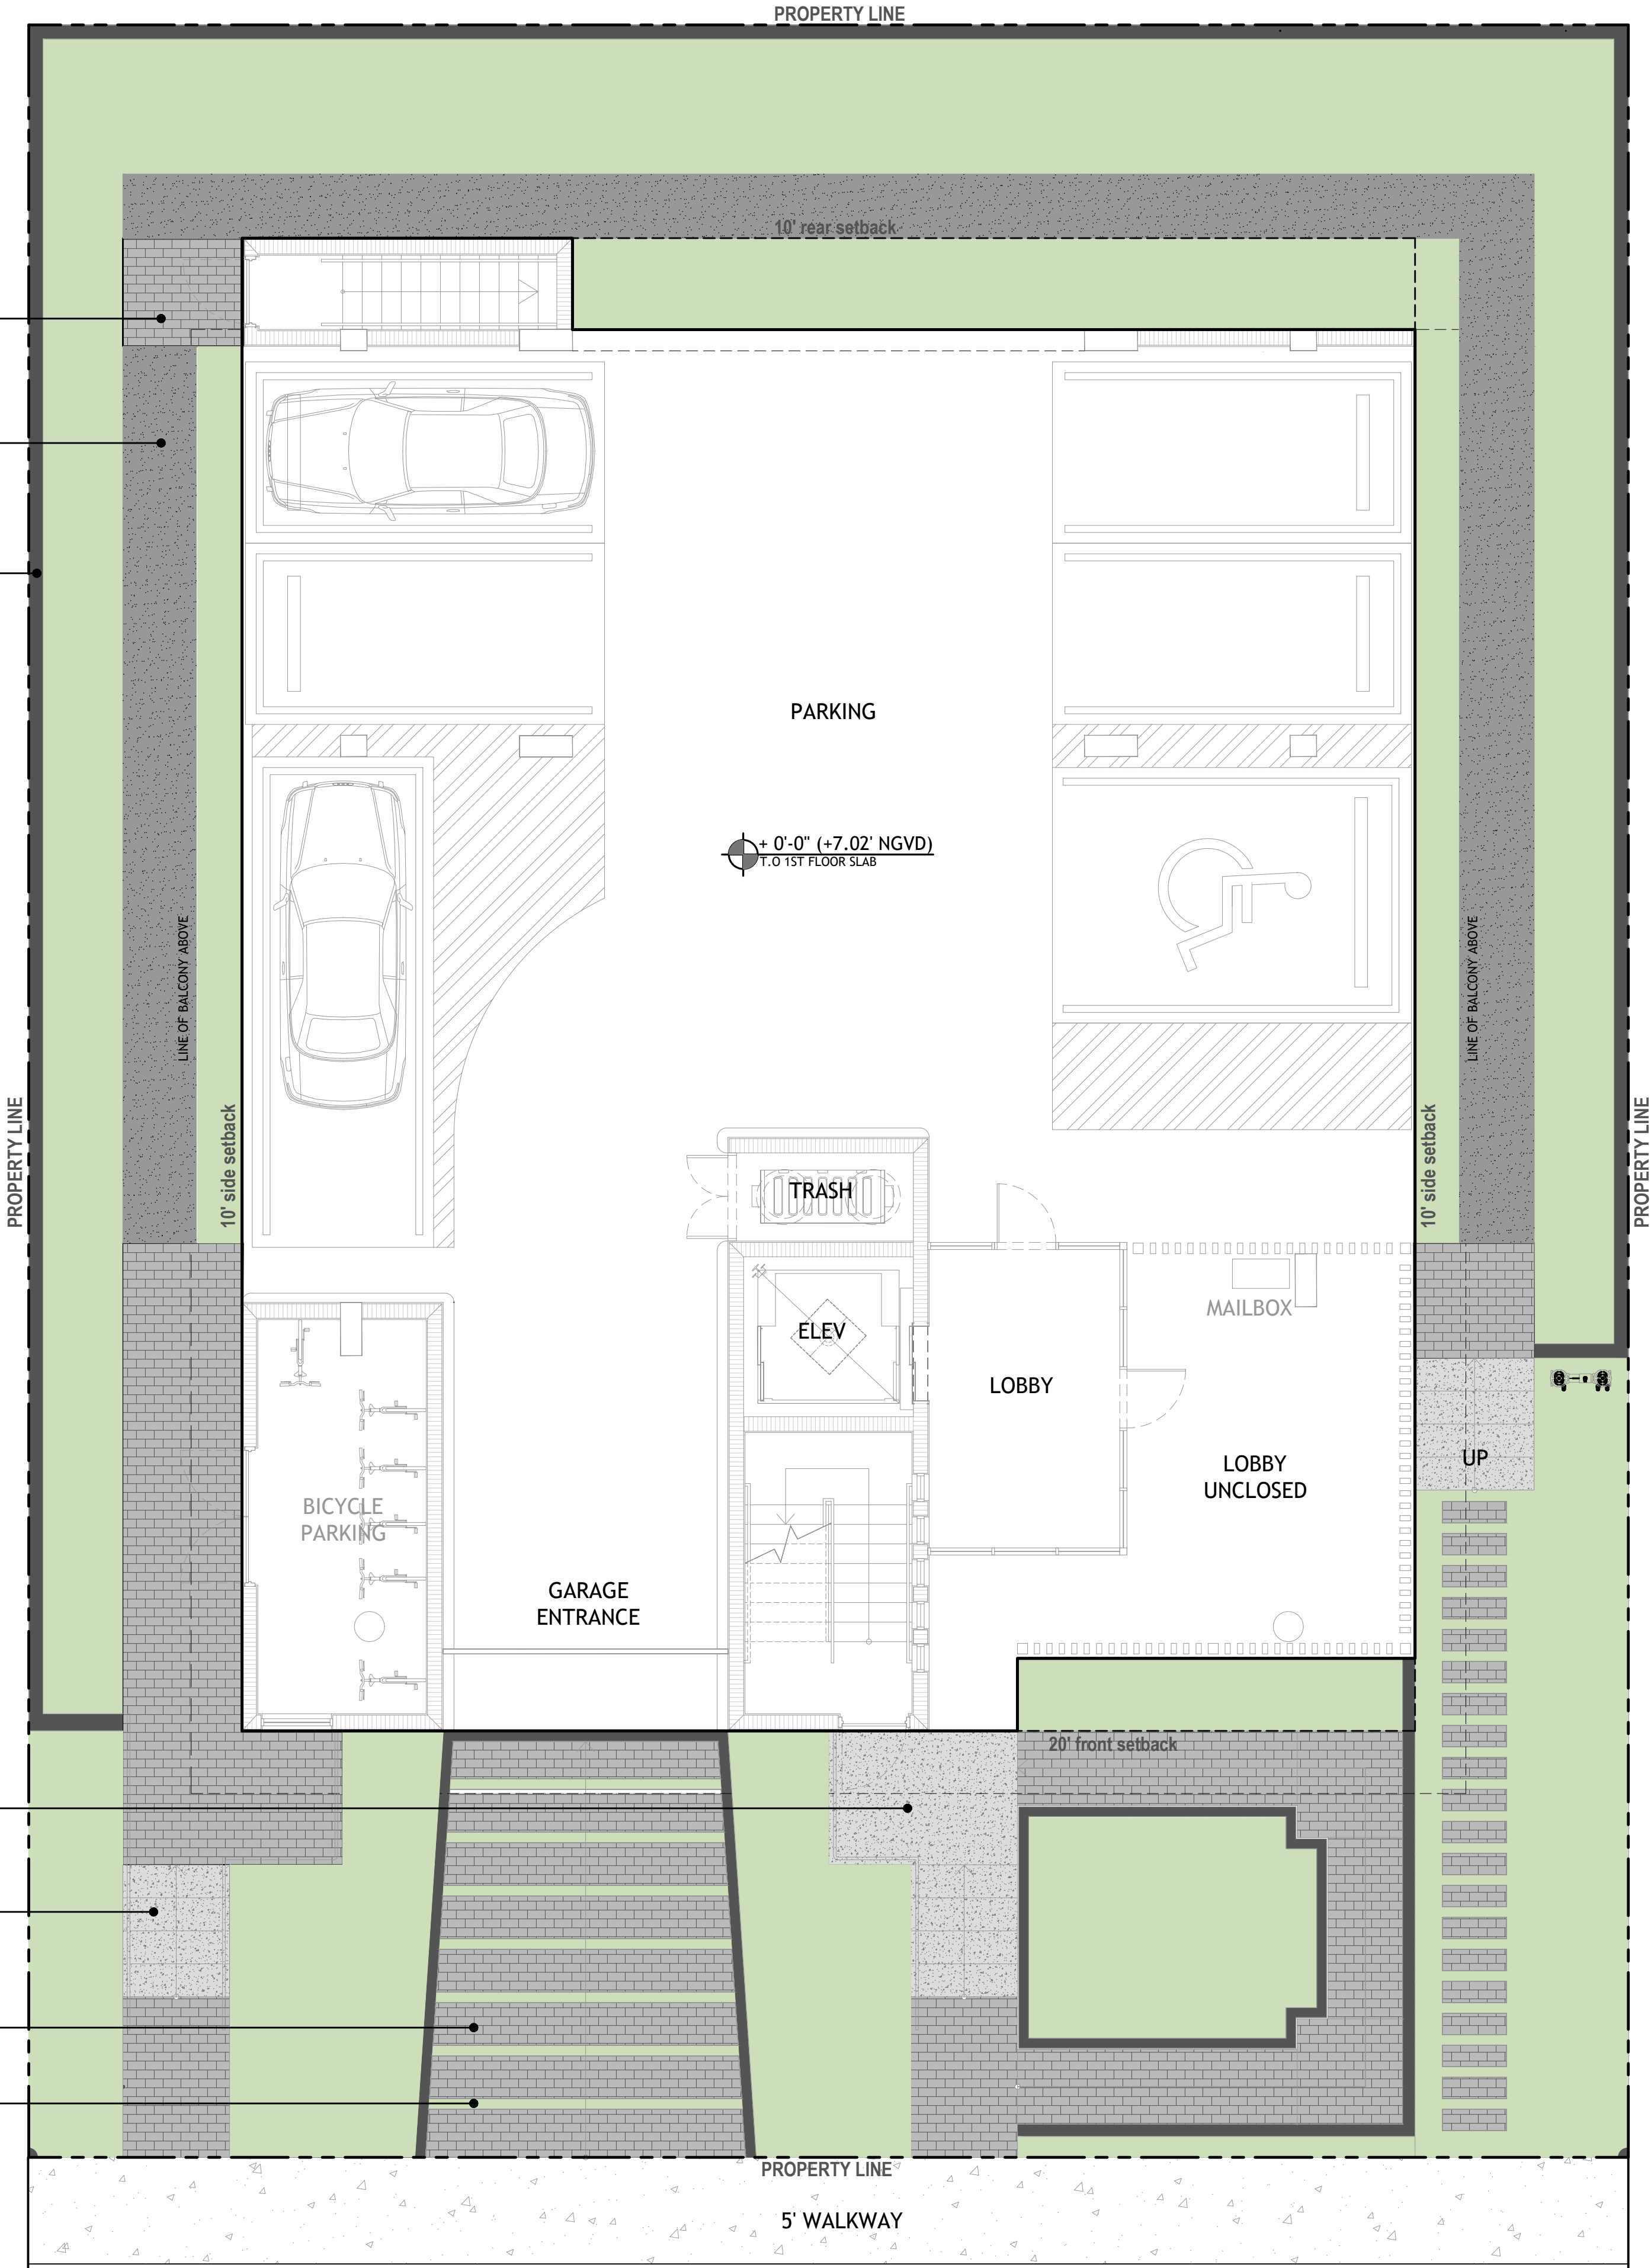 PROPERTY LINE
10' rear setback
PARKING
+ 0'-0" (+7.02' NGVD)
T.O 1ST FLOOR SLAB
LINE OF BALCONY ABOVE
LINE OF BALCONY ABOVE
PROPERTY LINE
10' side setback
10' side setback
PROPERTY LINE
TRASH
MAILBOX
ELEV
LOBBY
LOBBY
UNCLOSED
UP
BICYCLE
PARKING
GARAGE
ENTRANCE
20' front setback
PROPERTY LINE
5' WALKWAY